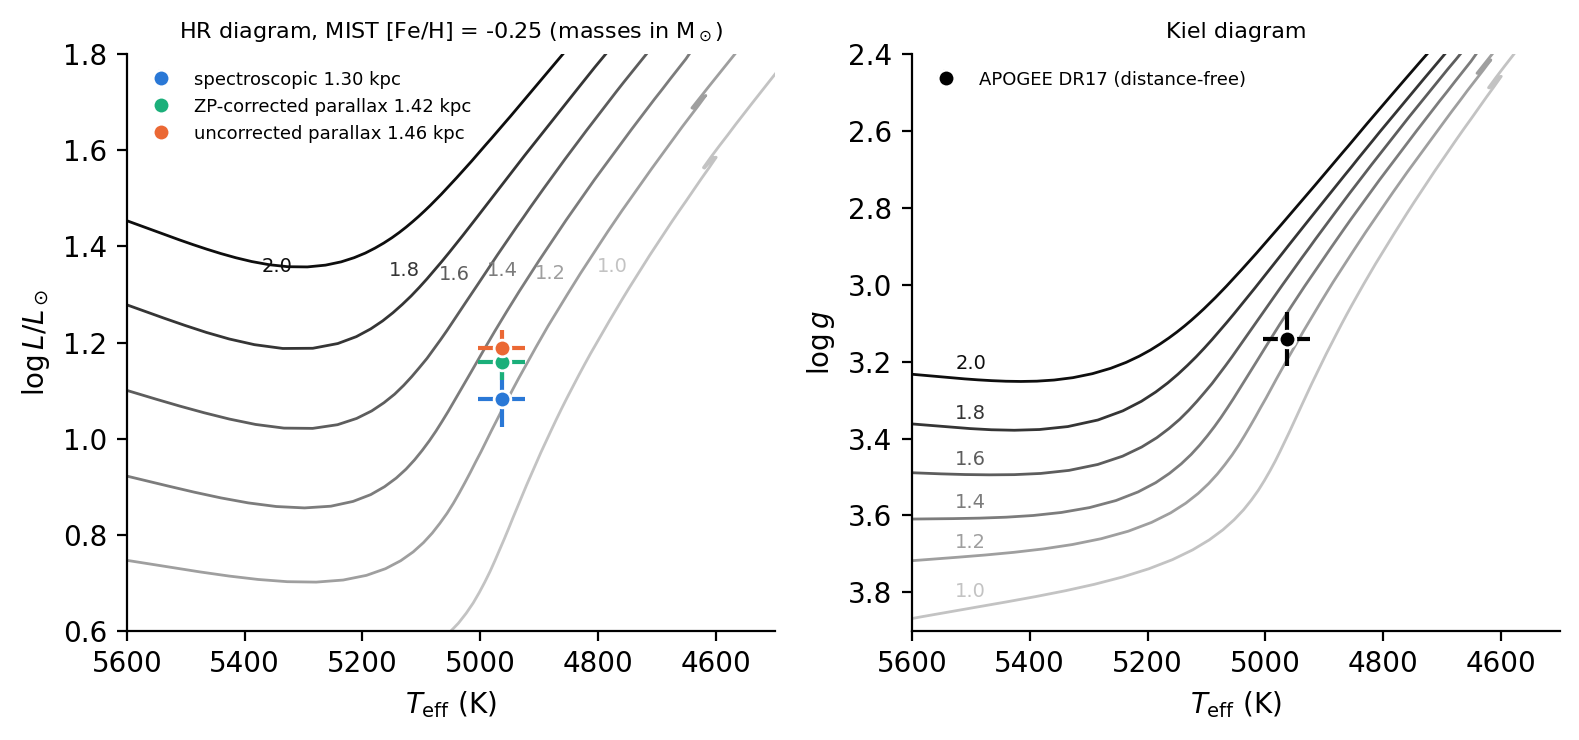 HR diagram, MIST [Fe/H] = -0.25 (masses in M⊙)
spectroscopic 1.30 kpc
ZP-corrected parallax 1.42 kpc
uncorrected parallax 1.46 kpc
1.8
1.6
1.4
1.2
1.0
0.8
0.6
log L/L⊙
2.0
1.8
1.6
1.4
1.2
1.0
5600 5400 5200 5000 4800 4600
Teff (K)
Kiel diagram
APOGEE DR17 (distance-free)
2.4
2.6
2.8
3.0
3.2
3.4
3.6
3.8
log g
2.0
1.8
1.6
1.4
1.2
1.0
5600 5400 5200 5000 4800 4600
Teff (K)